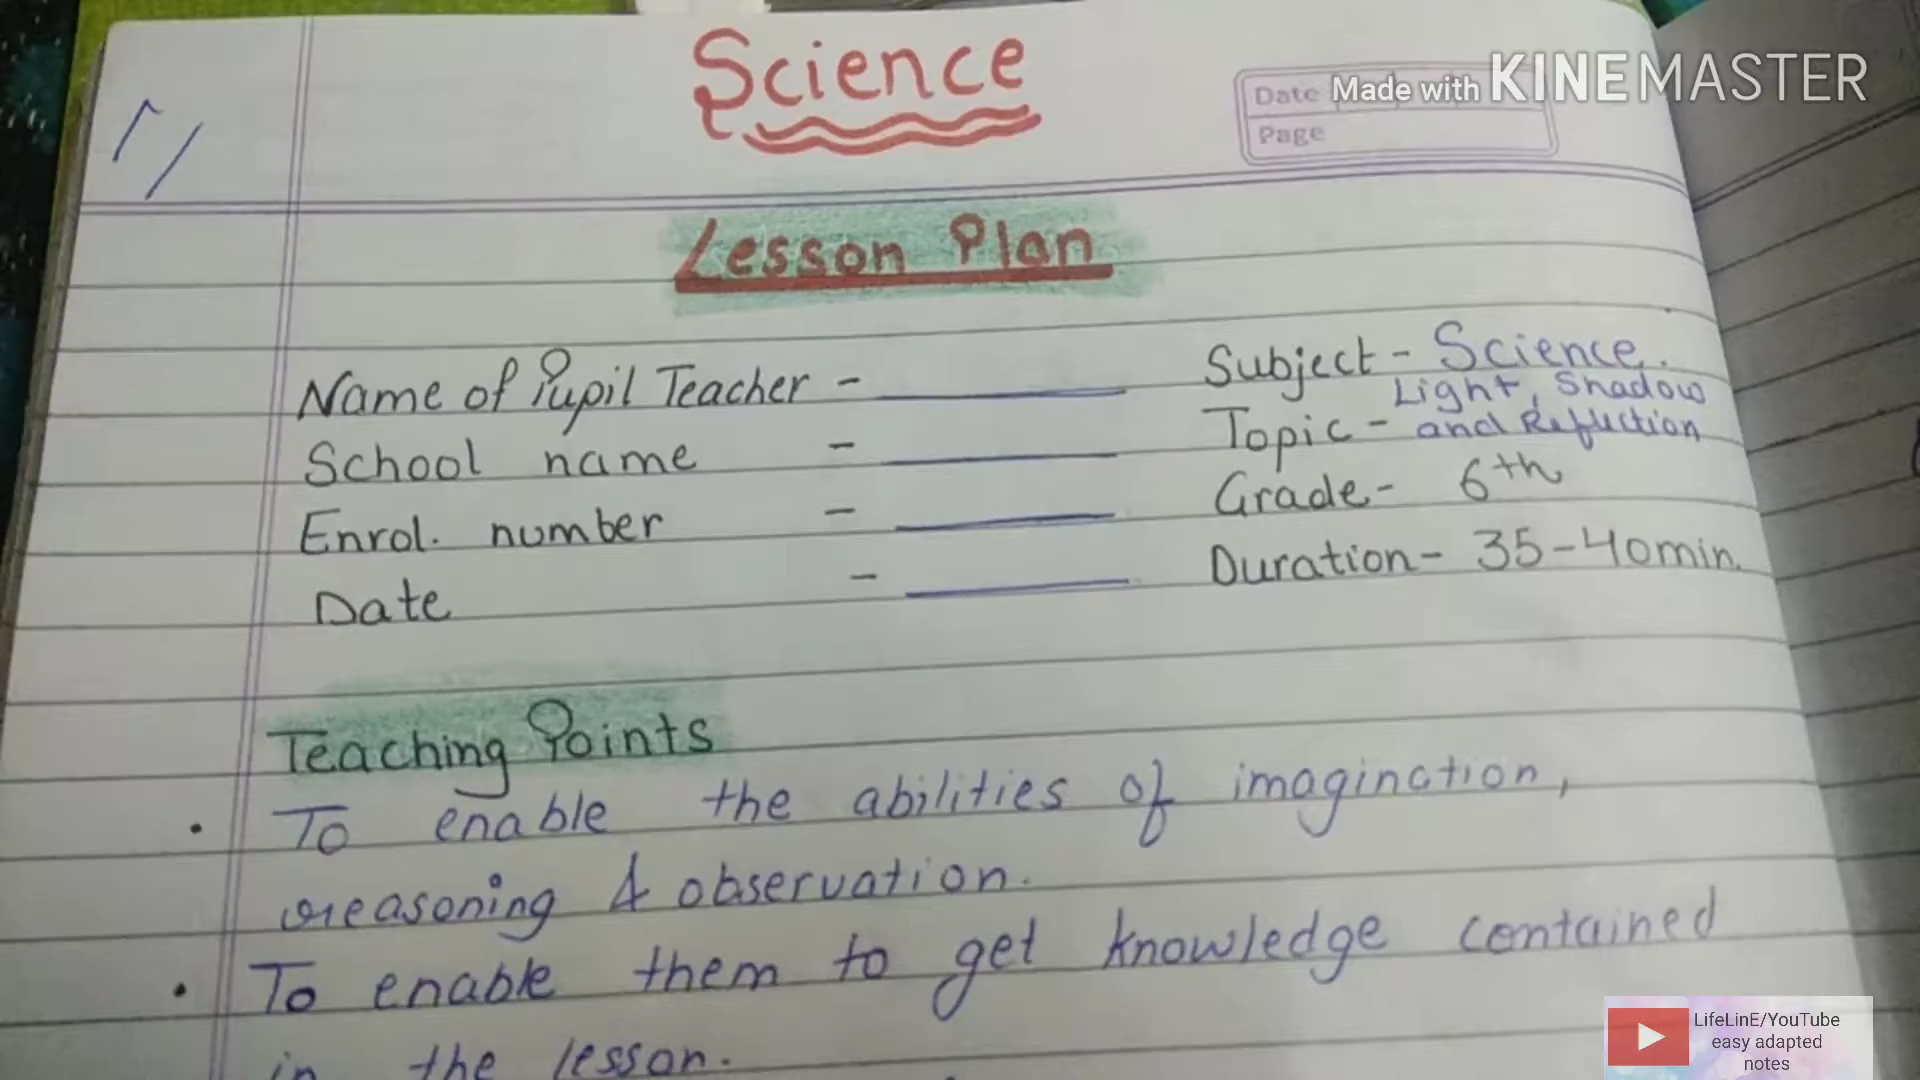 Science
Made with KINEMASTER
Date
Page
Lesson Plan
Name of Pupil Teacher -
Subject - Science.
School name -
Topic - Light, Shadow
and Reflection
Enrol. number -
Grade - 6th
Date -
Duration - 35-40min.
Teaching Points
• To enable the abilities of imagination,
reasoning & observation.
• To enable them to get knowledge contained
in the lesson.
LifeLinE/YouTube
easy adapted
notes